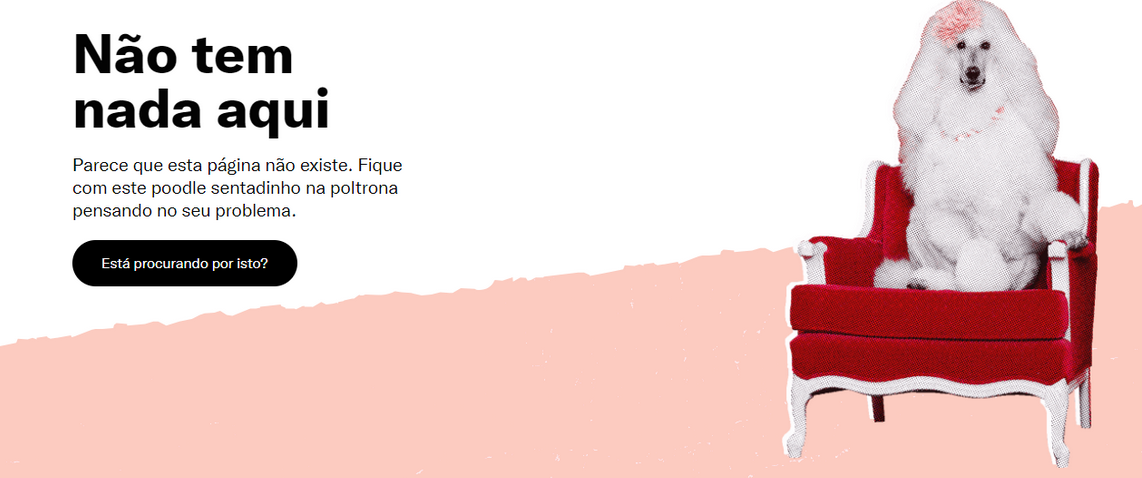 Não tem
nada aqui
Parece que esta página não existe. Fique
com este poodle sentadinho na poltrona
pensando no seu problema.
Está procurando por isto?